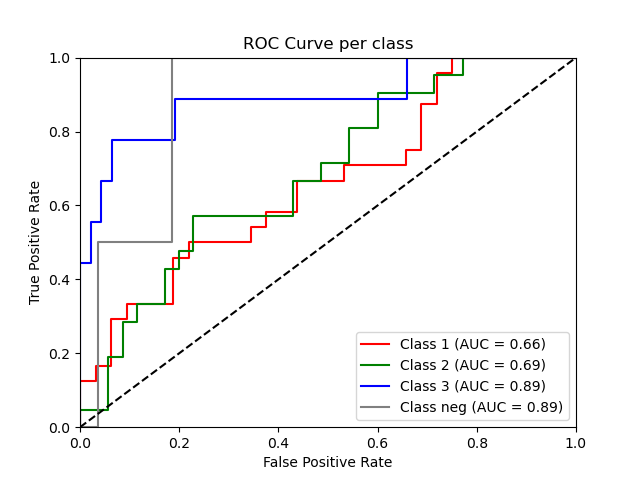 ROC Curve per class
True Positive Rate
1.0
0.8
0.6
0.4
0.2
0.0
0.0 0.2 0.4 0.6 0.8 1.0
False Positive Rate
Class 1 (AUC = 0.66)
Class 2 (AUC = 0.69)
Class 3 (AUC = 0.89)
Class neg (AUC = 0.89)